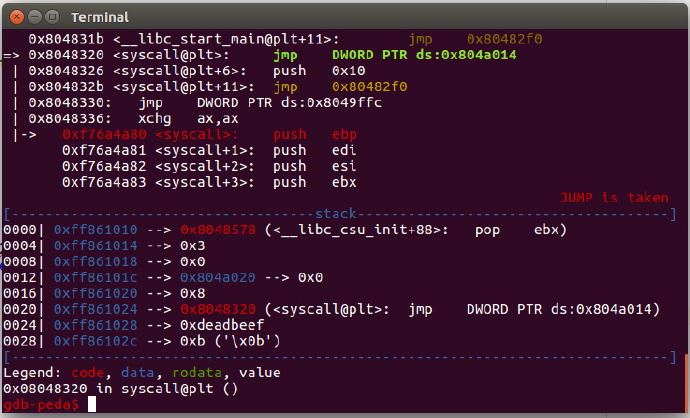 Terminal
0x804831b <__libc_start_main@plt+11>: jmp 0x80482f0
=> 0x8048320 <syscall@plt>: jmp DWORD PTR ds:0x804a014
| 0x8048326 <syscall@plt+6>: push 0x10
| 0x804832b <syscall@plt+11>: jmp 0x80482f0
| 0x8048330: jmp DWORD PTR ds:0x8049ffc
| 0x8048336: xchg ax,ax
|-> 0xf76a4a80 <syscall>: push ebp
0xf76a4a81 <syscall+1>: push edi
0xf76a4a82 <syscall+2>: push esi
0xf76a4a83 <syscall+3>: push ebx
JUMP is taken
[------------------------------------stack-------------------------------------]
0000| 0xff861010 --> 0x8048578 (<__libc_csu_init+88>: pop ebx)
0004| 0xff861014 --> 0x3
0008| 0xff861018 --> 0x0
0012| 0xff86101c --> 0x804a020 --> 0x0
0016| 0xff861020 --> 0x8
0020| 0xff861024 --> 0x8048320 (<syscall@plt>: jmp DWORD PTR ds:0x804a014)
0024| 0xff861028 --> 0xdeadbeef
0028| 0xff86102c --> 0xb ('\x0b')
[------------------------------------------------------------------------------]
Legend: code, data, rodata, value
0x08048320 in syscall@plt ()
gdb-peda$